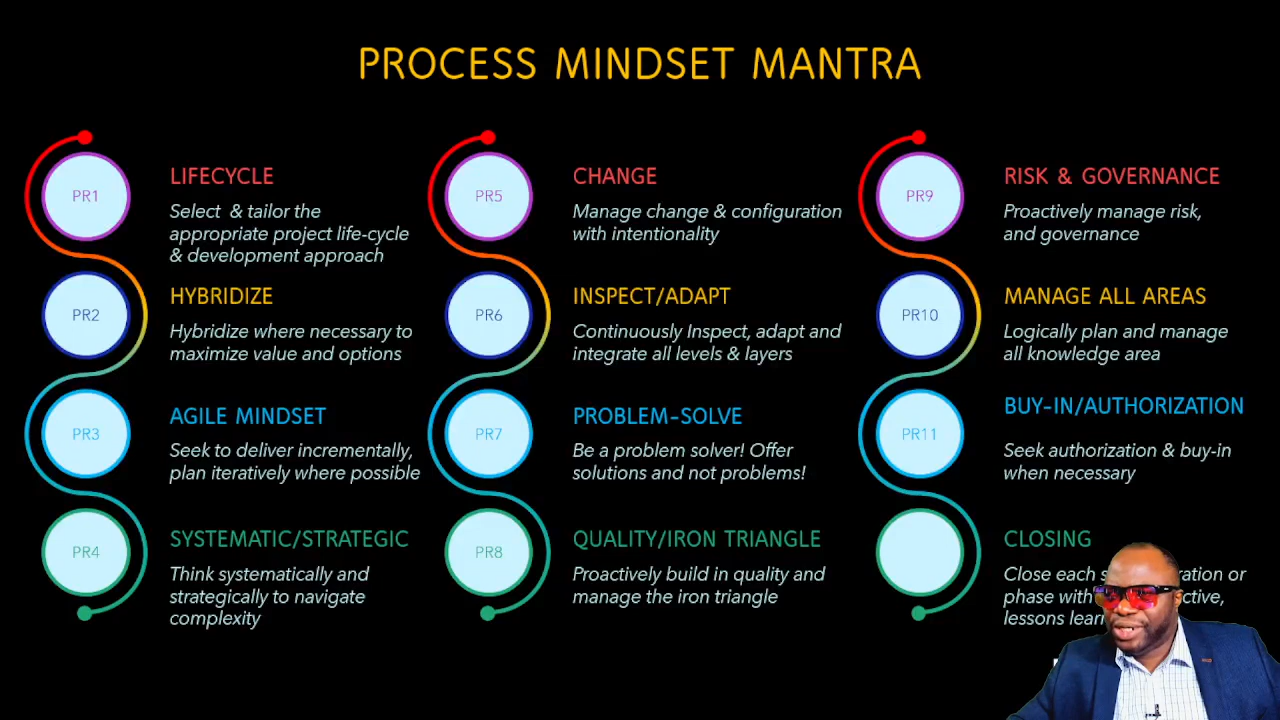 PROCESS MINDSET MANTRA
PR1
LIFECYCLE
Select & tailor the
appropriate project life-cycle
& development approach
PR2
HYBRIDIZE
Hybridize where necessary to
maximize value and options
PR3
AGILE MINDSET
Seek to deliver incrementally,
plan iteratively where possible
PR4
SYSTEMATIC/STRATEGIC
Think systematically and
strategically to navigate
complexity
PR5
CHANGE
Manage change & configuration
with intentionality
PR6
INSPECT/ADAPT
Continuously Inspect, adapt and
integrate all levels & layers
PR7
PROBLEM-SOLVE
Be a problem solver! Offer
solutions and not problems!
PR8
QUALITY/IRON TRIANGLE
Proactively build in quality and
manage the iron triangle
PR9
RISK & GOVERNANCE
Proactively manage risk,
and governance
PR10
MANAGE ALL AREAS
Logically plan and manage
all knowledge area
PR11
BUY-IN/AUTHORIZATION
Seek authorization & buy-in
when necessary
CLOSING
Close each or
phase with
lessons